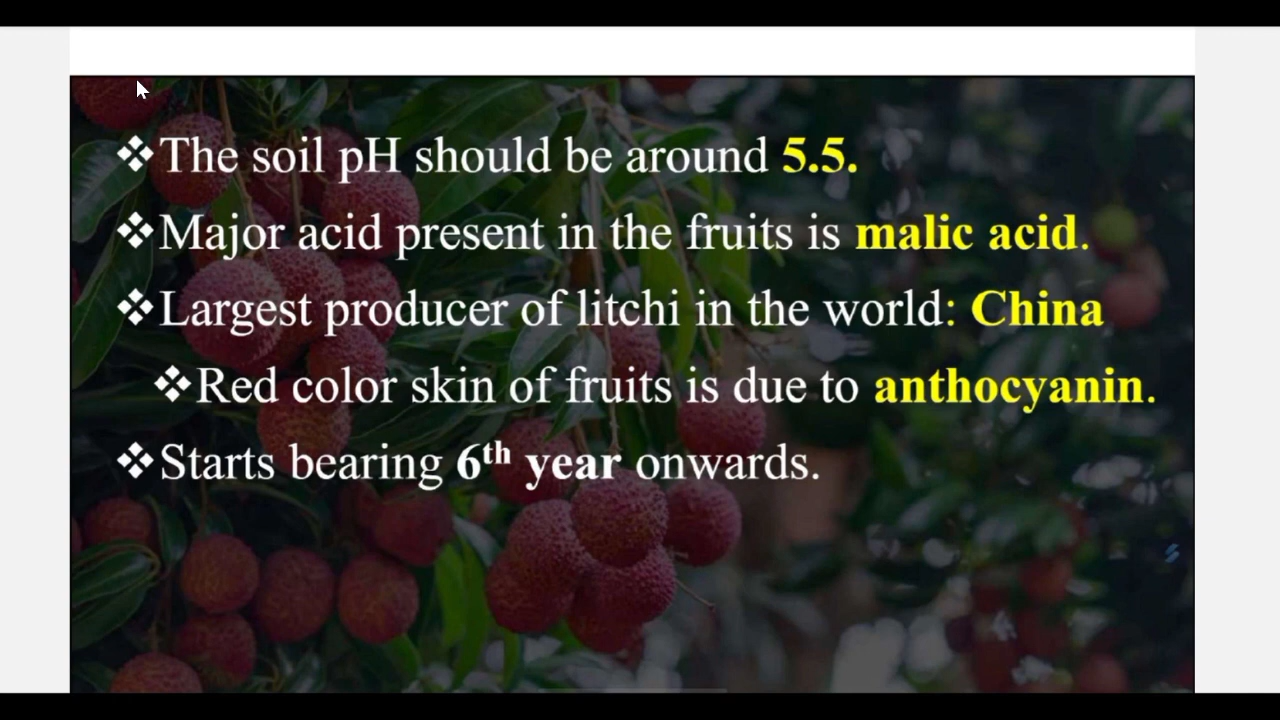 ❖The soil pH should be around 5.5.
❖Major acid present in the fruits is malic acid.
❖Largest producer of litchi in the world: China
❖Red color skin of fruits is due to anthocyanin.
❖Starts bearing 6th year onwards.